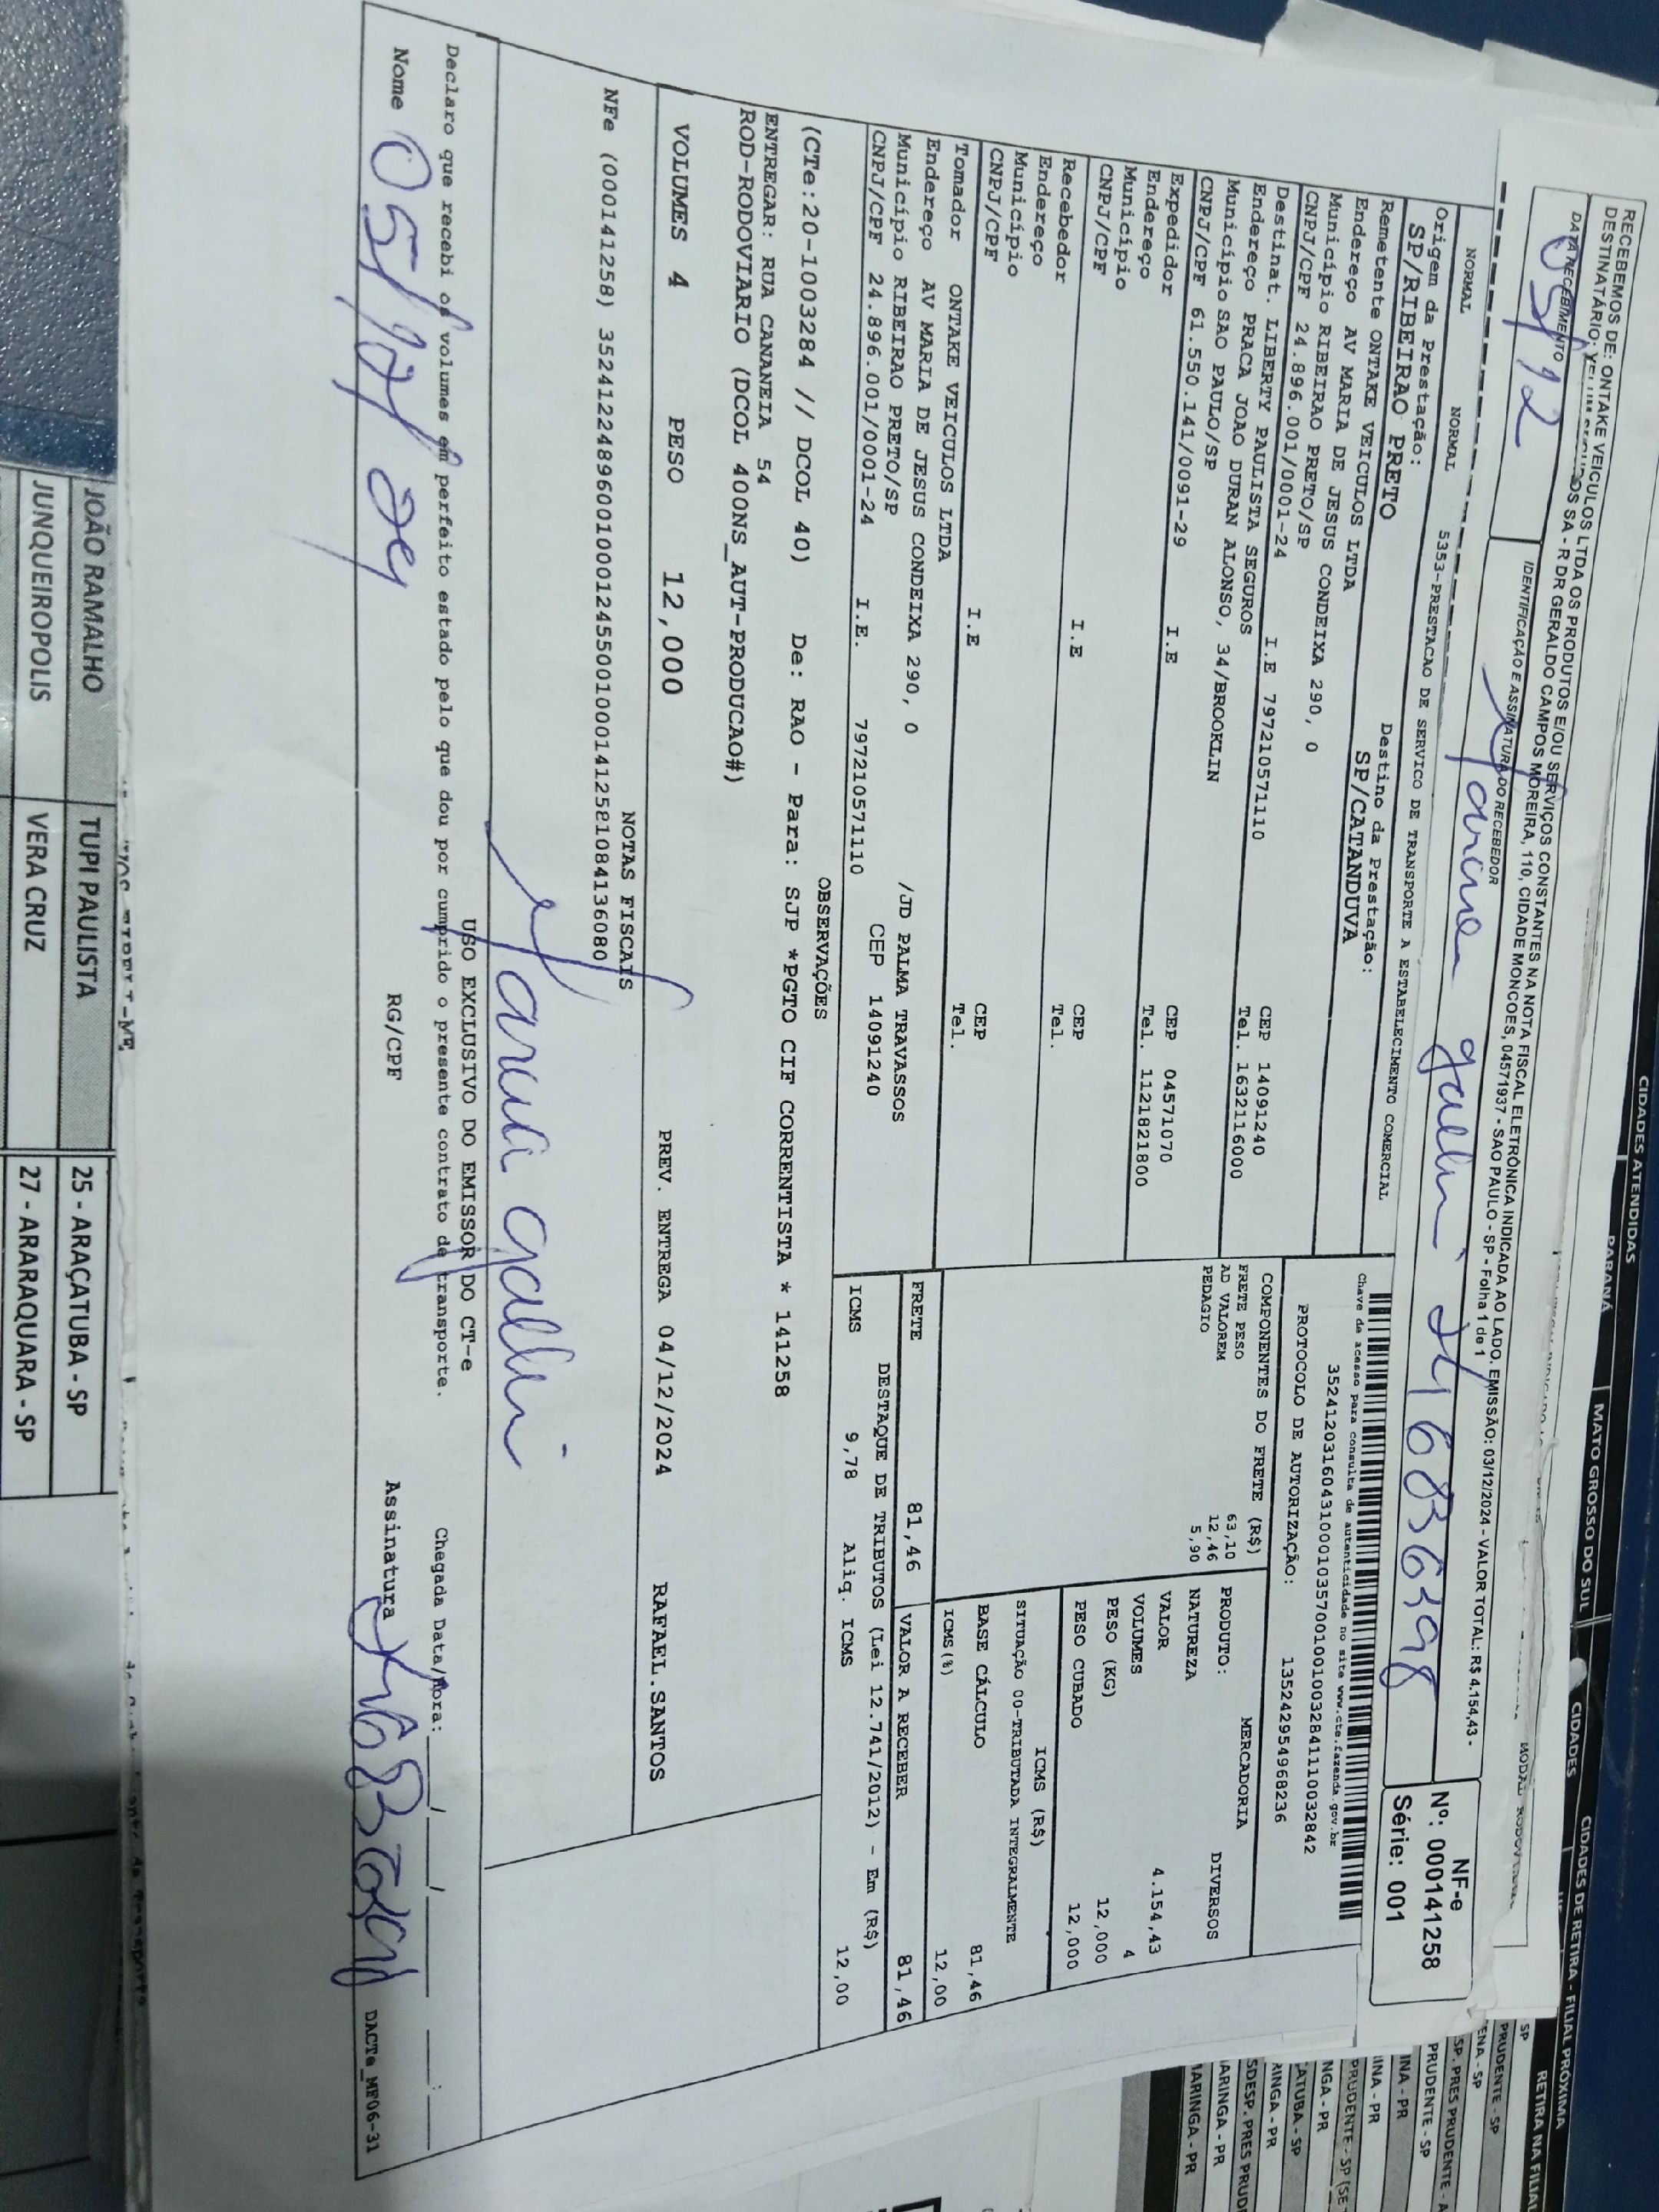 RECEBEMOS DE: ONTAKE VEICULOS LTDA OS PRODUTOS E/OU SERVIÇOS CONSTANTES NA NOTA FISCAL ELETRÔNICA INDICADA AO LADO. EMISSÃO: 03/12/2024 - VALOR TOTAL: R$ 4.154,43 -
DESTINATÁRIO: SA - R DR GERALDO CAMPOS MOREIRA, 110, CIDADE MONCOES, 04571937 - SAO PAULO - SP - Folha 1 de 1
DATA RECEBIMENTO
05/12
IDENTIFICAÇÃO E ASSINATURA DO RECEBEDOR
NF-e
Nº: 000141258
Série: 001
NORMAL NORMAL 5353-PRESTACAO DE SERVICO DE TRANSPORTE A ESTABELECIMENTO COMERCIAL
Origem da Prestação:
SP/RIBEIRAO PRETO
Destino da Prestação:
SP/CATANDUVA
Remetente ONTAKE VEICULOS LTDA
Endereço AV MARIA DE JESUS CONDEIXA 290, 0
Município RIBEIRAO PRETO/SP CEP 14091240
CNPJ/CPF 24.896.001/0001-24 I.E 797210571110 Tel. 1632116000
Destinat. LIBERTY PAULISTA SEGUROS
Endereço PRACA JOAO DURAN ALONSO, 34/BROOKLIN
Município SAO PAULO/SP CEP 04571070
CNPJ/CPF 61.550.141/0091-29 I.E Tel. 1121821800
Expedidor
Endereço
Município CEP
CNPJ/CPF I.E Tel.
Recebedor
Endereço
Município CEP
CNPJ/CPF I.E Tel.
Tomador ONTAKE VEICULOS LTDA
Endereço AV MARIA DE JESUS CONDEIXA 290, 0 /JD PALMA TRAVASSOS
Município RIBEIRAO PRETO/SP CEP 14091240
CNPJ/CPF 24.896.001/0001-24 I.E. 797210571110
Chave de acesso para consulta de autenticidade no site www.cte.fazenda.gov.br
35241203160431000103570010010032841110032842
PROTOCOLO DE AUTORIZAÇÃO: 135242954968236
COMPONENTES DO FRETE (R$)
FRETE PESO 63,10
AD VALOREM 12,46
PEDAGIO 5,90
MERCADORIA
PRODUTO: DIVERSOS
NATUREZA
VALOR 4.154,43
VOLUMES 4
PESO (KG) 12,000
PESO CUBADO 12,000
ICMS (R$)
SITUAÇÃO 00-TRIBUTADA INTEGRALMENTE
BASE CÁLCULO 81,46
ICMS (%) 12,00
FRETE 81,46 VALOR A RECEBER 81,46
DESTAQUE DE TRIBUTOS (Lei 12.741/2012) - Em (R$)
ICMS 9,78 Aliq. ICMS 12,00
OBSERVAÇÕES
(CTe:20-1003284 // DCOL 40) De: RAO - Para: SJP *PGTO CIF CORRENTISTA * 141258
ENTREGAR: RUA CANANEIA 54
ROD-RODOVIARIO (DCOL 400NS_AUT-PRODUCAO#)
VOLUMES 4 PESO 12,000 PREV. ENTREGA 04/12/2024 RAFAEL.SANTOS
NOTAS FISCAIS
NFe (000141258) 35241224896001000124550010001412581084136080
USO EXCLUSIVO DO EMISSOR DO CT-e
Declaro que recebi os volumes em perfeito estado pelo que dou por cumprido o presente contrato de transporte. Chegada Data/Hora: ___/___/______ ___:___
Nome 05/12/24 RG/CPF Assinatura
DACTe_MF06-31
CIDADES ATENDIDAS
PARANÁ
MATO GROSSO DO SUL
CIDADES
CIDADES DE RETIRA - FILIAL PRÓXIMA
RETIRA NA FILIAL
JOÃO RAMALHO TUPI PAULISTA 25 - ARAÇATUBA - SP
JUNQUEIROPOLIS VERA CRUZ 27 - ARARAQUARA - SP